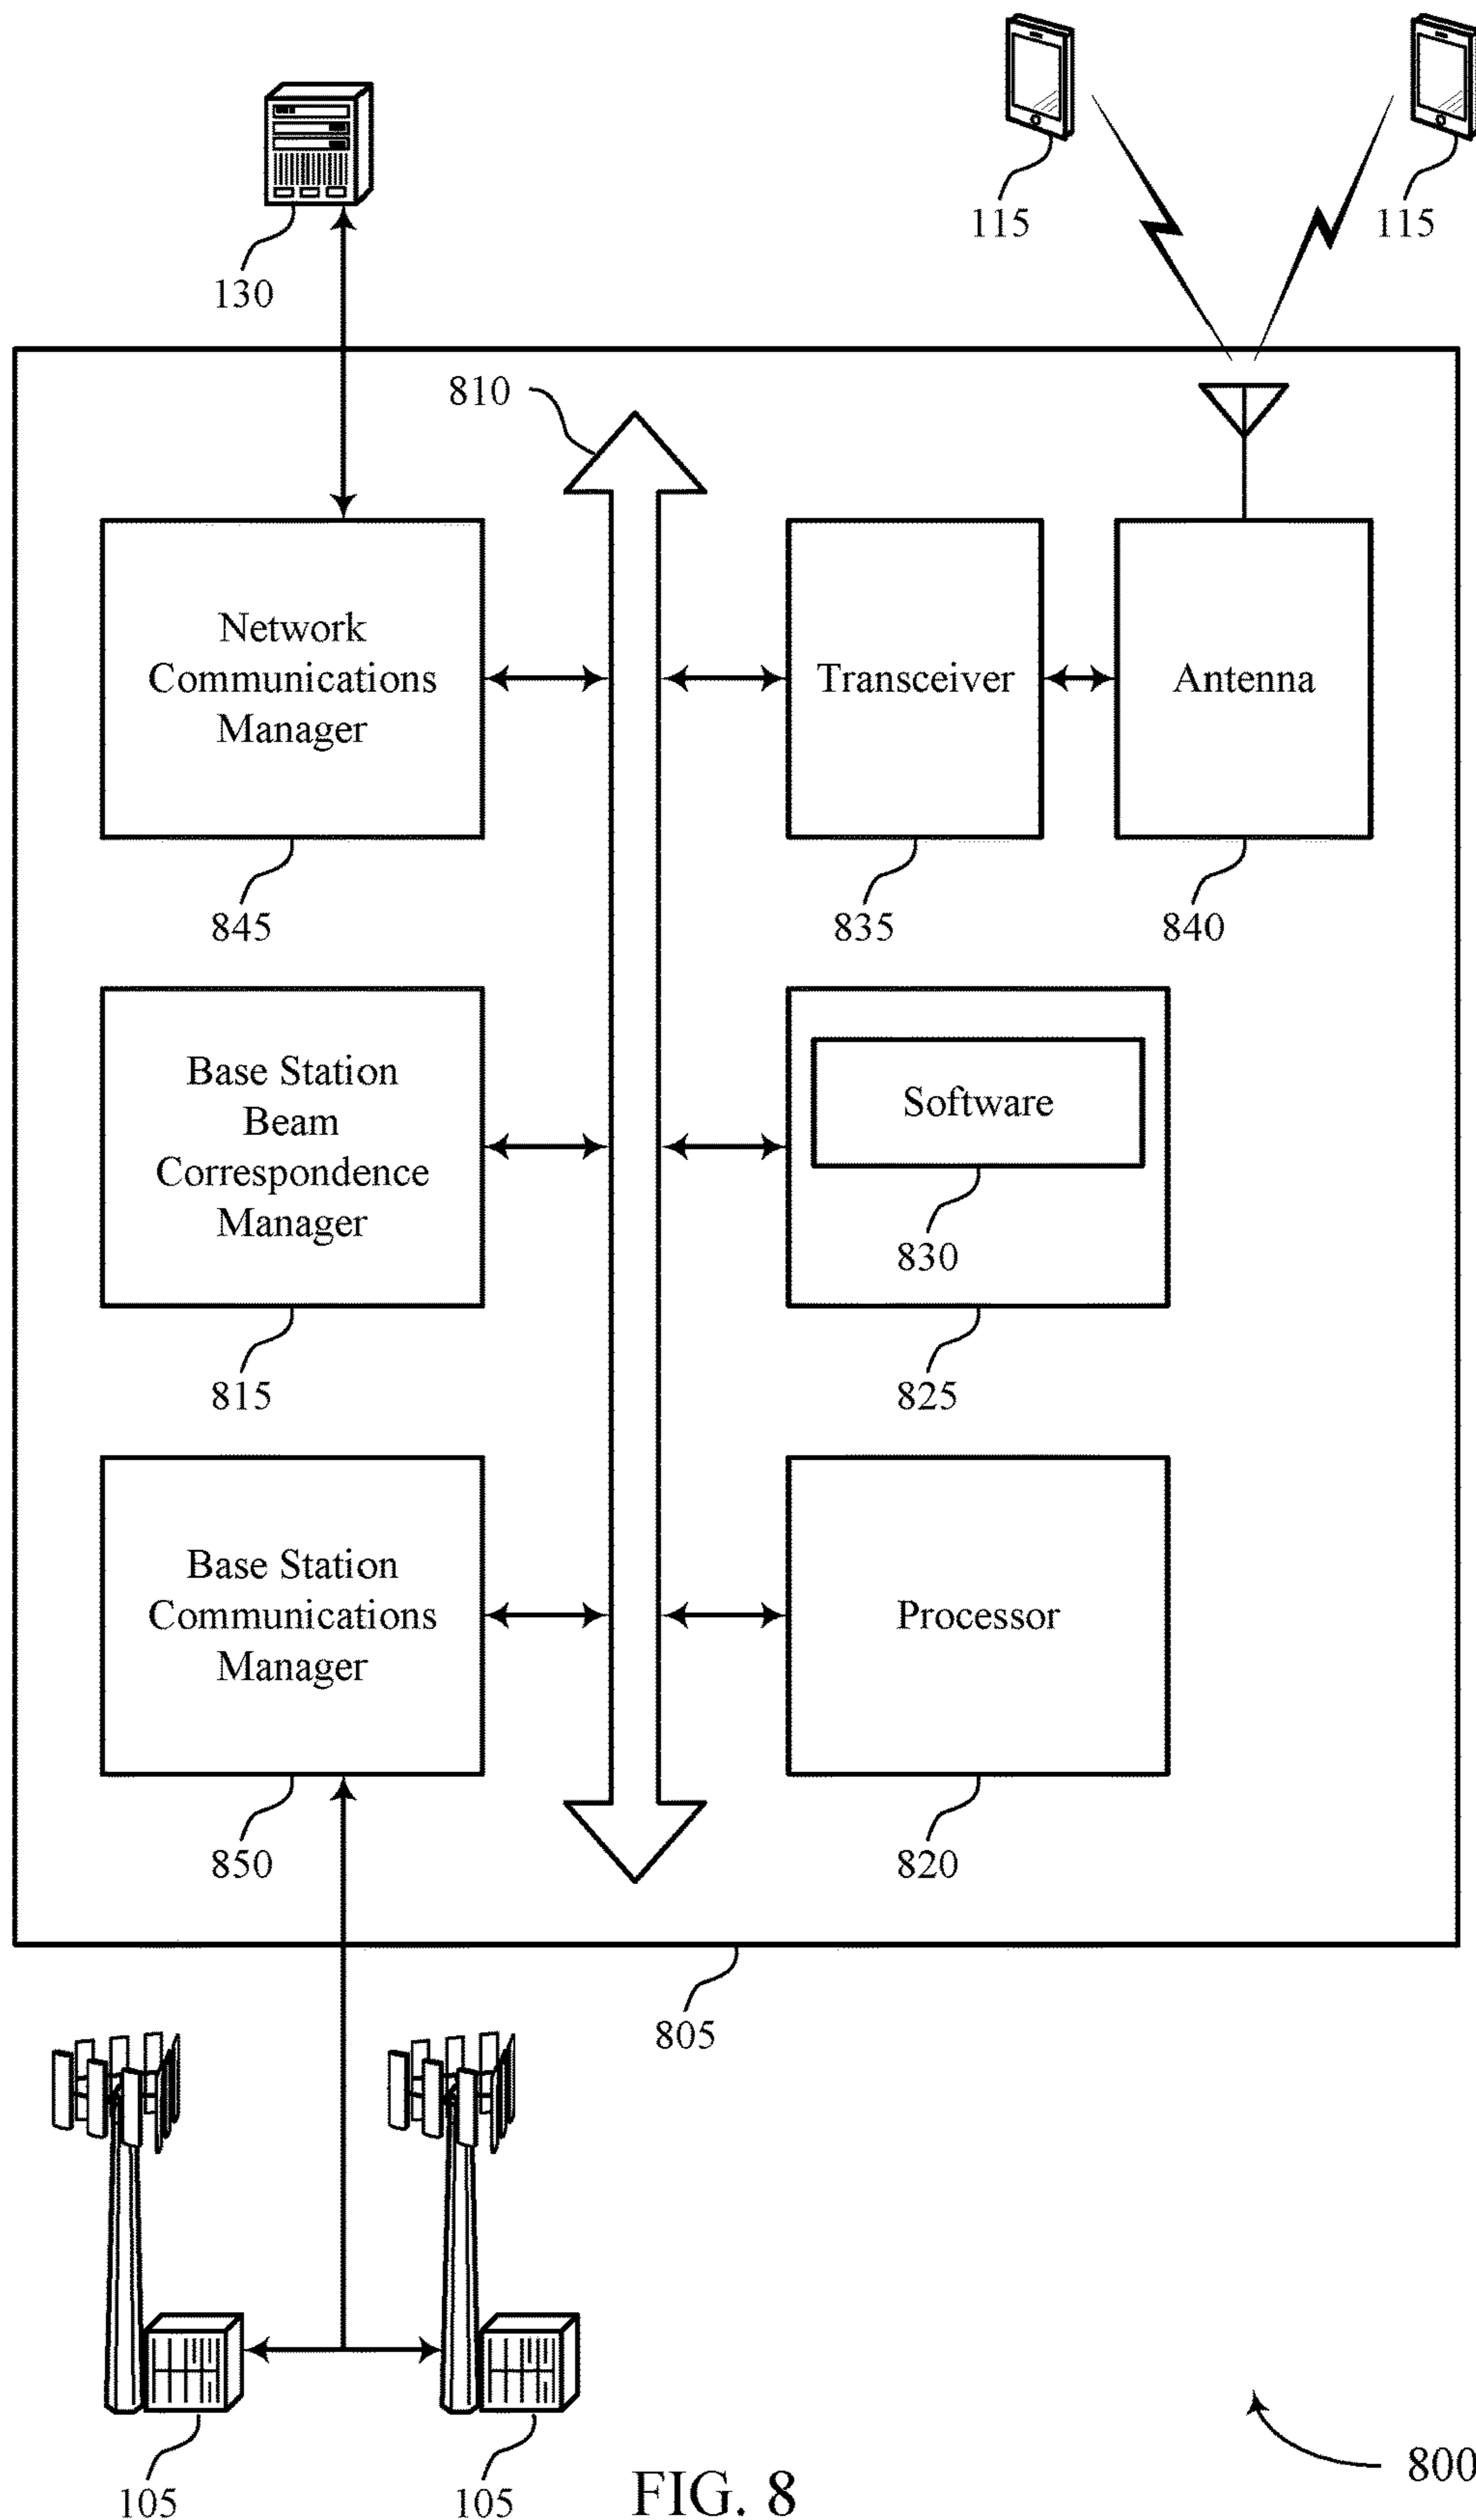 115
115
130
810
Network
Communications
Manager
Transceiver
Antenna
845
835
840
Base Station
Beam
Correspondence
Manager
Software
830
815
825
Base Station
Communications
Manager
Processor
850
820
805
105
105
FIG. 8
800